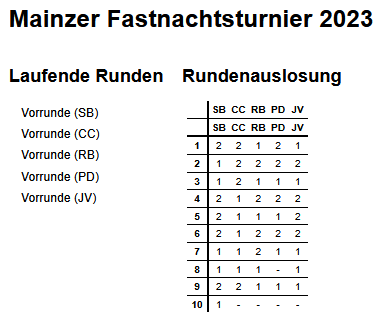 Mainzer Fastnachtsturnier 2023
Laufende Runden
Vorrunde (SB)
Vorrunde (CC)
Vorrunde (RB)
Vorrunde (PD)
Vorrunde (JV)
Rundenauslosung
SB CC RB PD JV
SB CC RB PD JV
1 2 2 1 2 1
2 1 2 2 2 2
3 1 2 1 1 1
4 2 1 2 2 2
5 2 1 1 1 2
6 2 1 2 2 2
7 1 1 2 1 1
8 1 1 1 - 1
9 2 2 1 1 1
10 1 - - - -